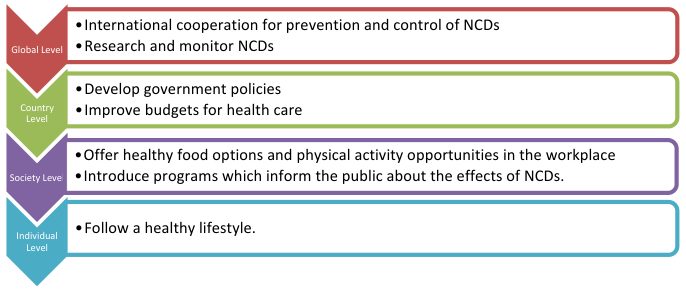 Global Level
•International cooperation for prevention and control of NCDs
•Research and monitor NCDs
Country
Level
•Develop government policies
•Improve budgets for health care
Society Level
•Offer healthy food options and physical activity opportunities in the workplace
•Introduce programs which inform the public about the effects of NCDs.
Individual
Level
•Follow a healthy lifestyle.